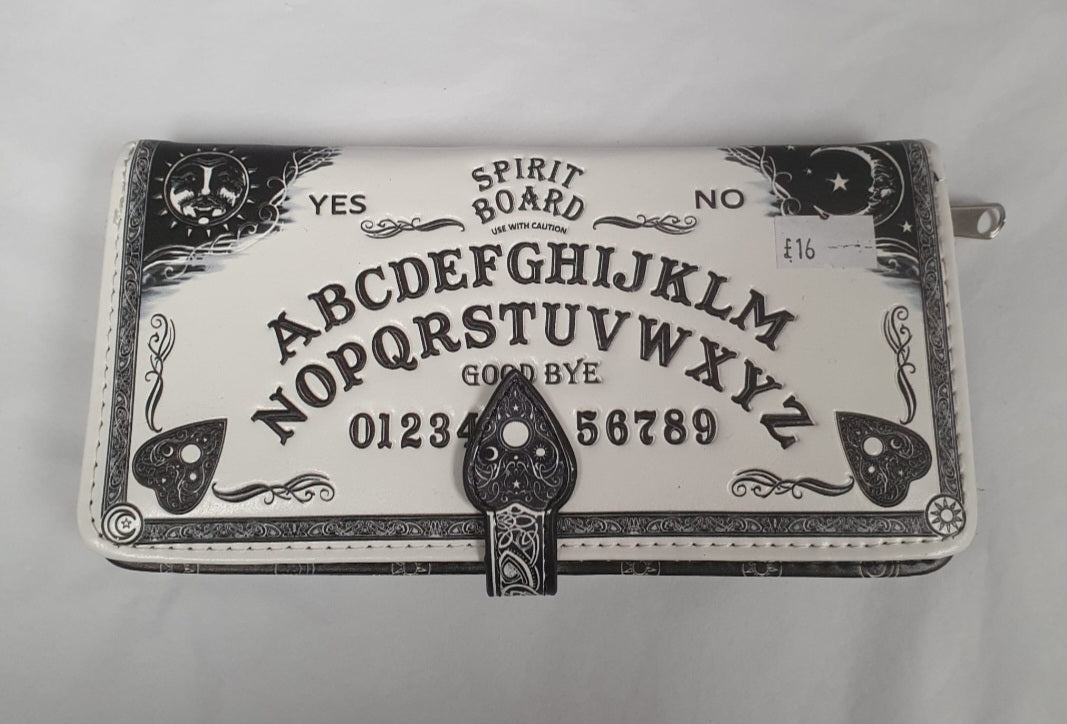 SPIRIT
BOARD
USE WITH CAUTION
YES
NO
£16
ABCDEFGHIJKLM
NOPQRSTUVWXYZ
GOOD BYE
01234 56789